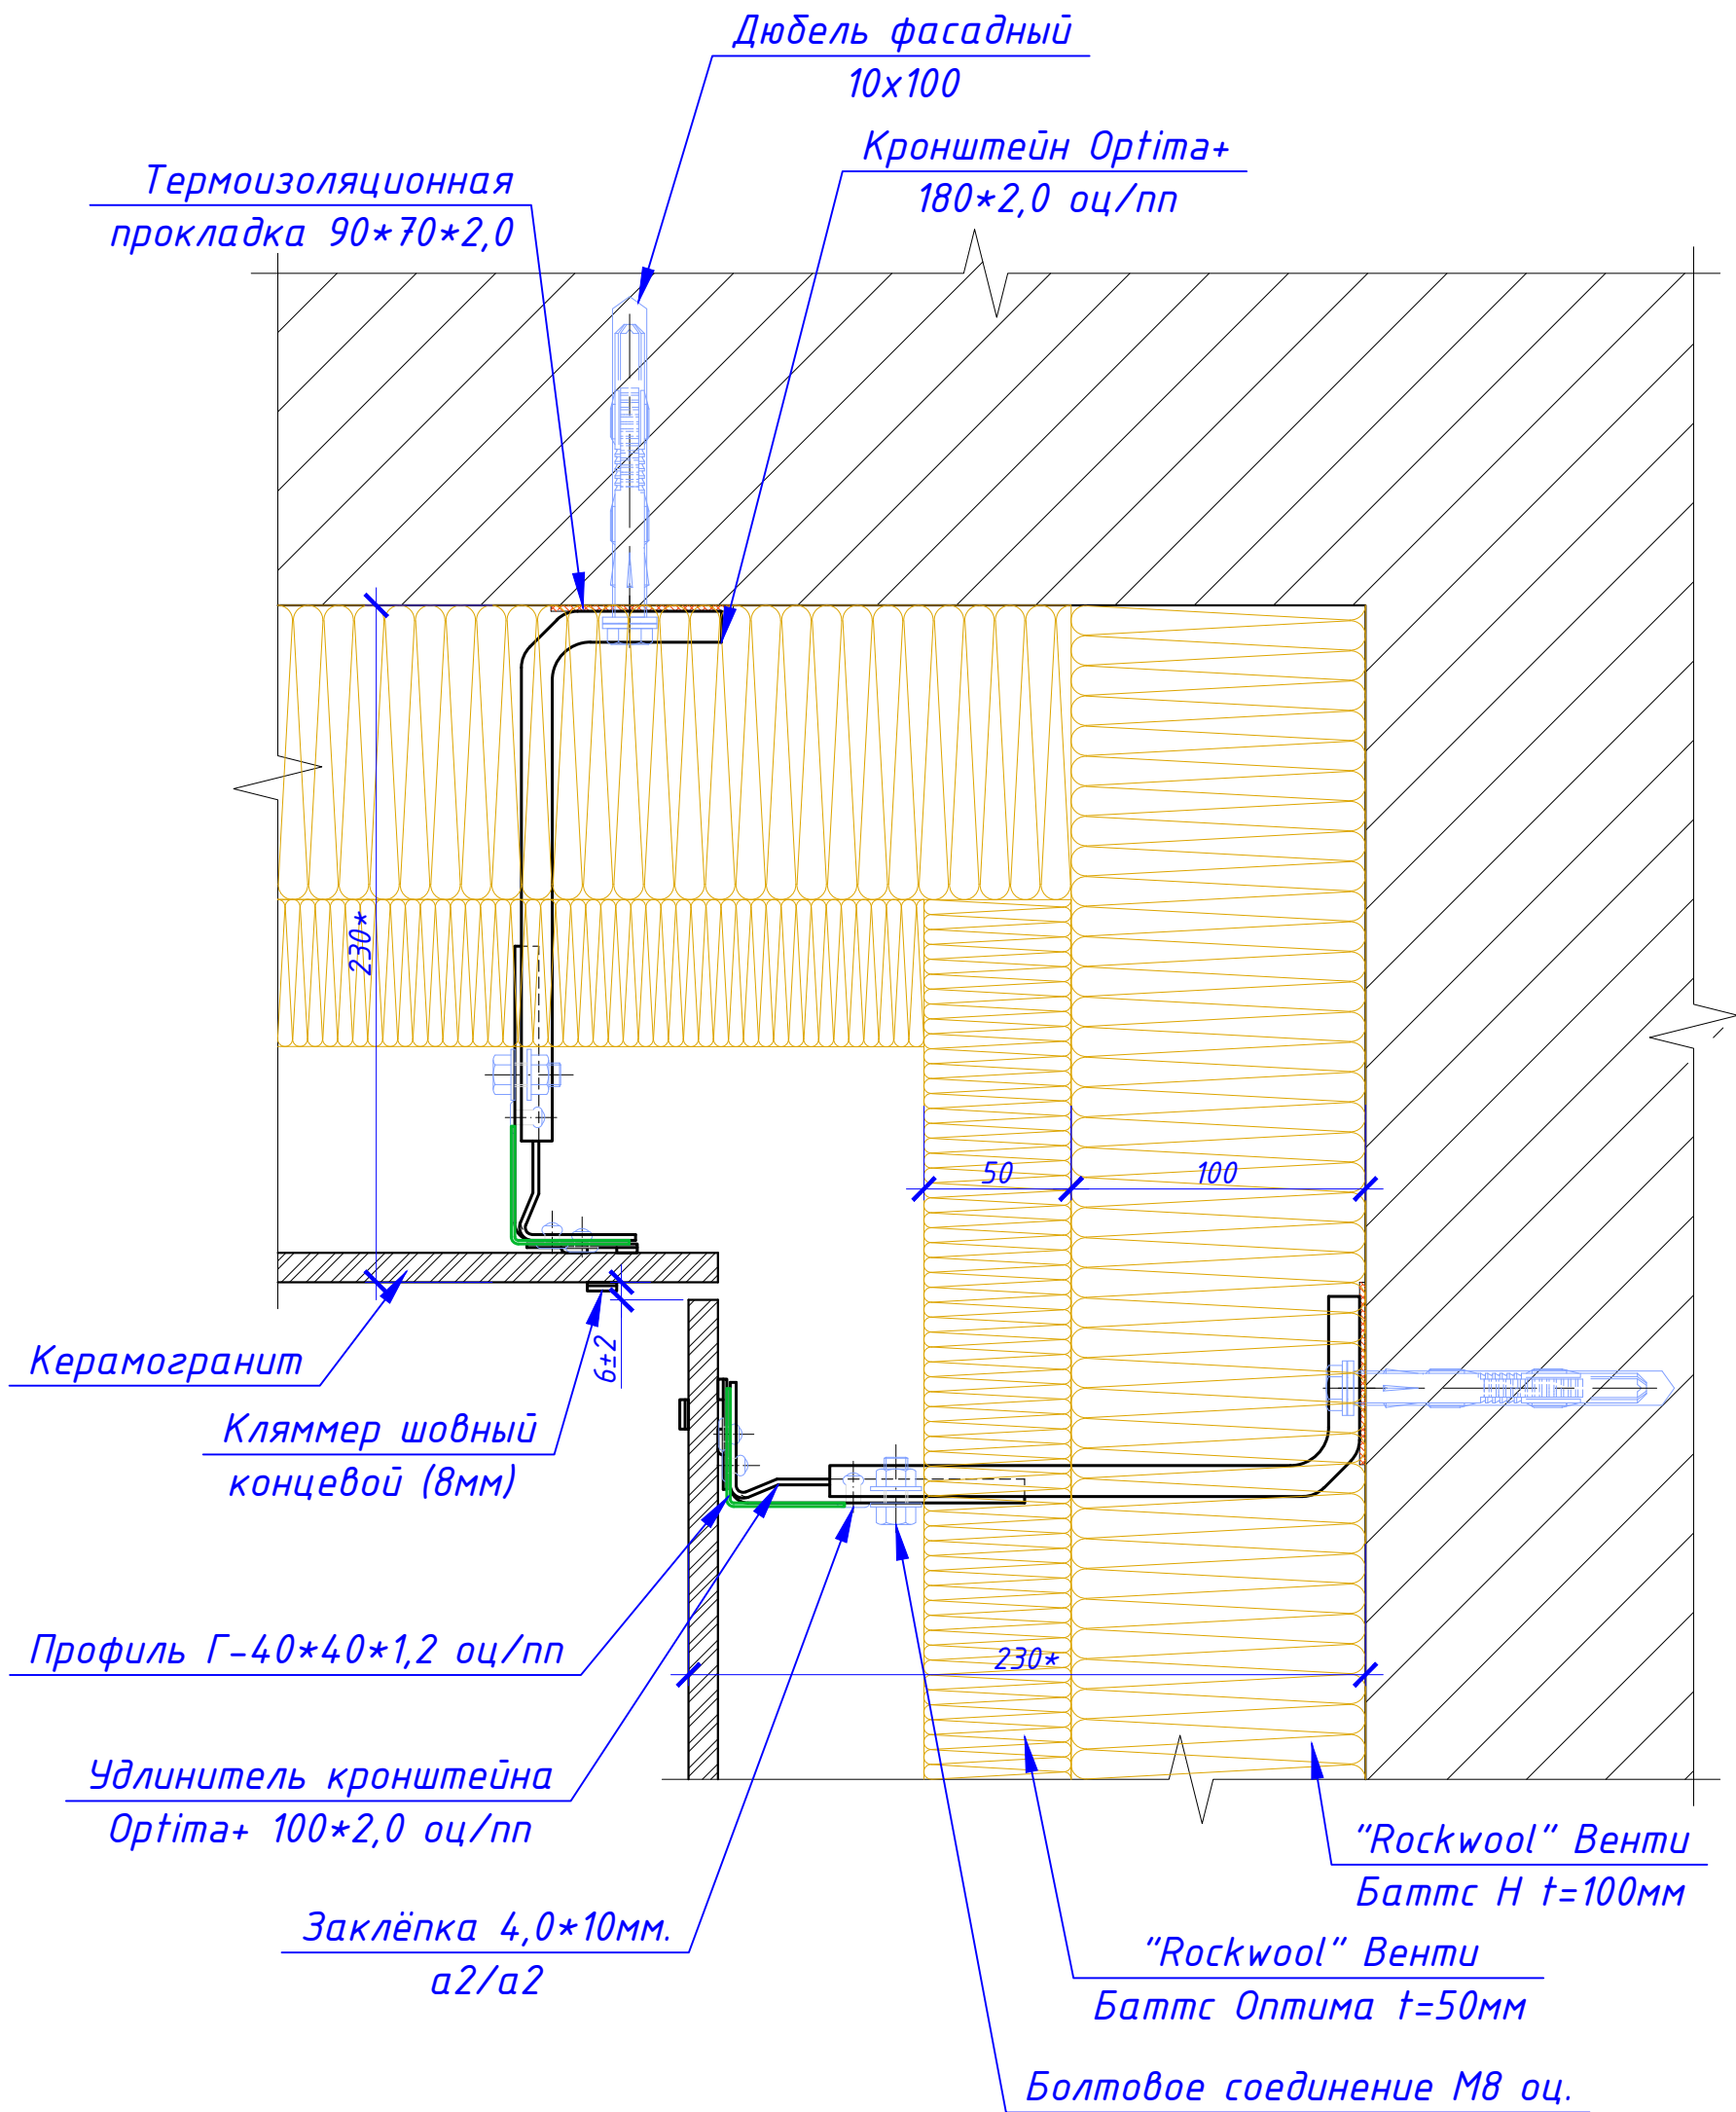 Дюбель фасадный
10х100
Кронштейн Optima+
180*2,0 оц/пп
Термоизоляционная
прокладка 90*70*2,0
230*
50
100
6±2
Керамогранит
Кляммер шовный
концевой (8мм)
Профиль Г-40*40*1,2 оц/пп
230*
Удлинитель кронштейна
Optima+ 100*2,0 оц/пп
"Rockwool" Венти
Баттс Н t=100мм
Заклёпка 4,0*10мм.
а2/а2
"Rockwool" Венти
Баттс Оптима t=50мм
Болтовое соединение М8 оц.